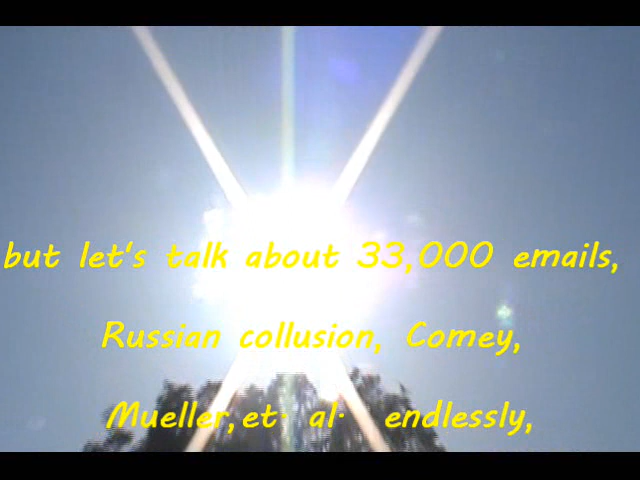 but let's talk about 33,000 emails,
Russian collusion, Comey,
Mueller,et. al. endlessly,